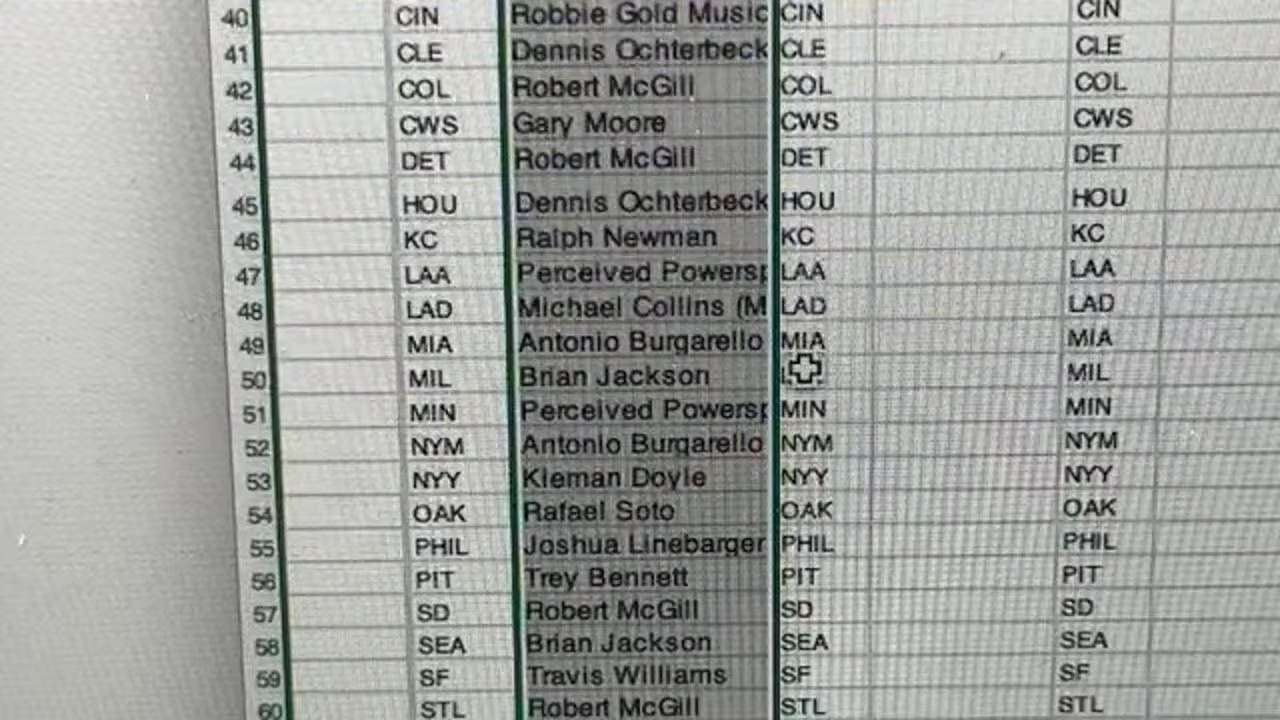 40 CIN Robbie Gold Music CIN CIN
41 CLE Dennis Ochterbeck CLE CLE
42 COL Robert McGill COL COL
43 CWS Gary Moore CWS CWS
44 DET Robert McGill DET DET
45 HOU Dennis Ochterbeck HOU HOU
46 KC Ralph Newman KC KC
47 LAA Perceived Powersp LAA LAA
48 LAD Michael Collins (M LAD LAD
49 MIA Antonio Burgarello MIA MIA
50 MIL Brian Jackson MIL
51 MIN Perceived Powersp MIN MIN
52 NYM Antonio Burgarello NYM NYM
53 NYY Kieman Doyle NYY NYY
54 OAK Rafael Soto OAK OAK
55 PHIL Joshua Linebarger PHIL PHIL
56 PIT Trey Bennett PIT PIT
57 SD Robert McGill SD SD
58 SEA Brian Jackson SEA SEA
59 SF Travis Williams SF SF
60 STL Robert McGill STL STL